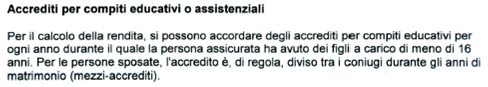 Accrediti per compiti educativi o assistenziali
Per il calcolo della rendita, si possono accordare degli accrediti per compiti educativi per
ogni anno durante il quale la persona assicurata ha avuto dei figli a carico di meno di 16
anni. Per le persone sposate, l'accredito è, di regola, diviso tra i coniugi durante gli anni di
matrimonio (mezzi-accrediti).